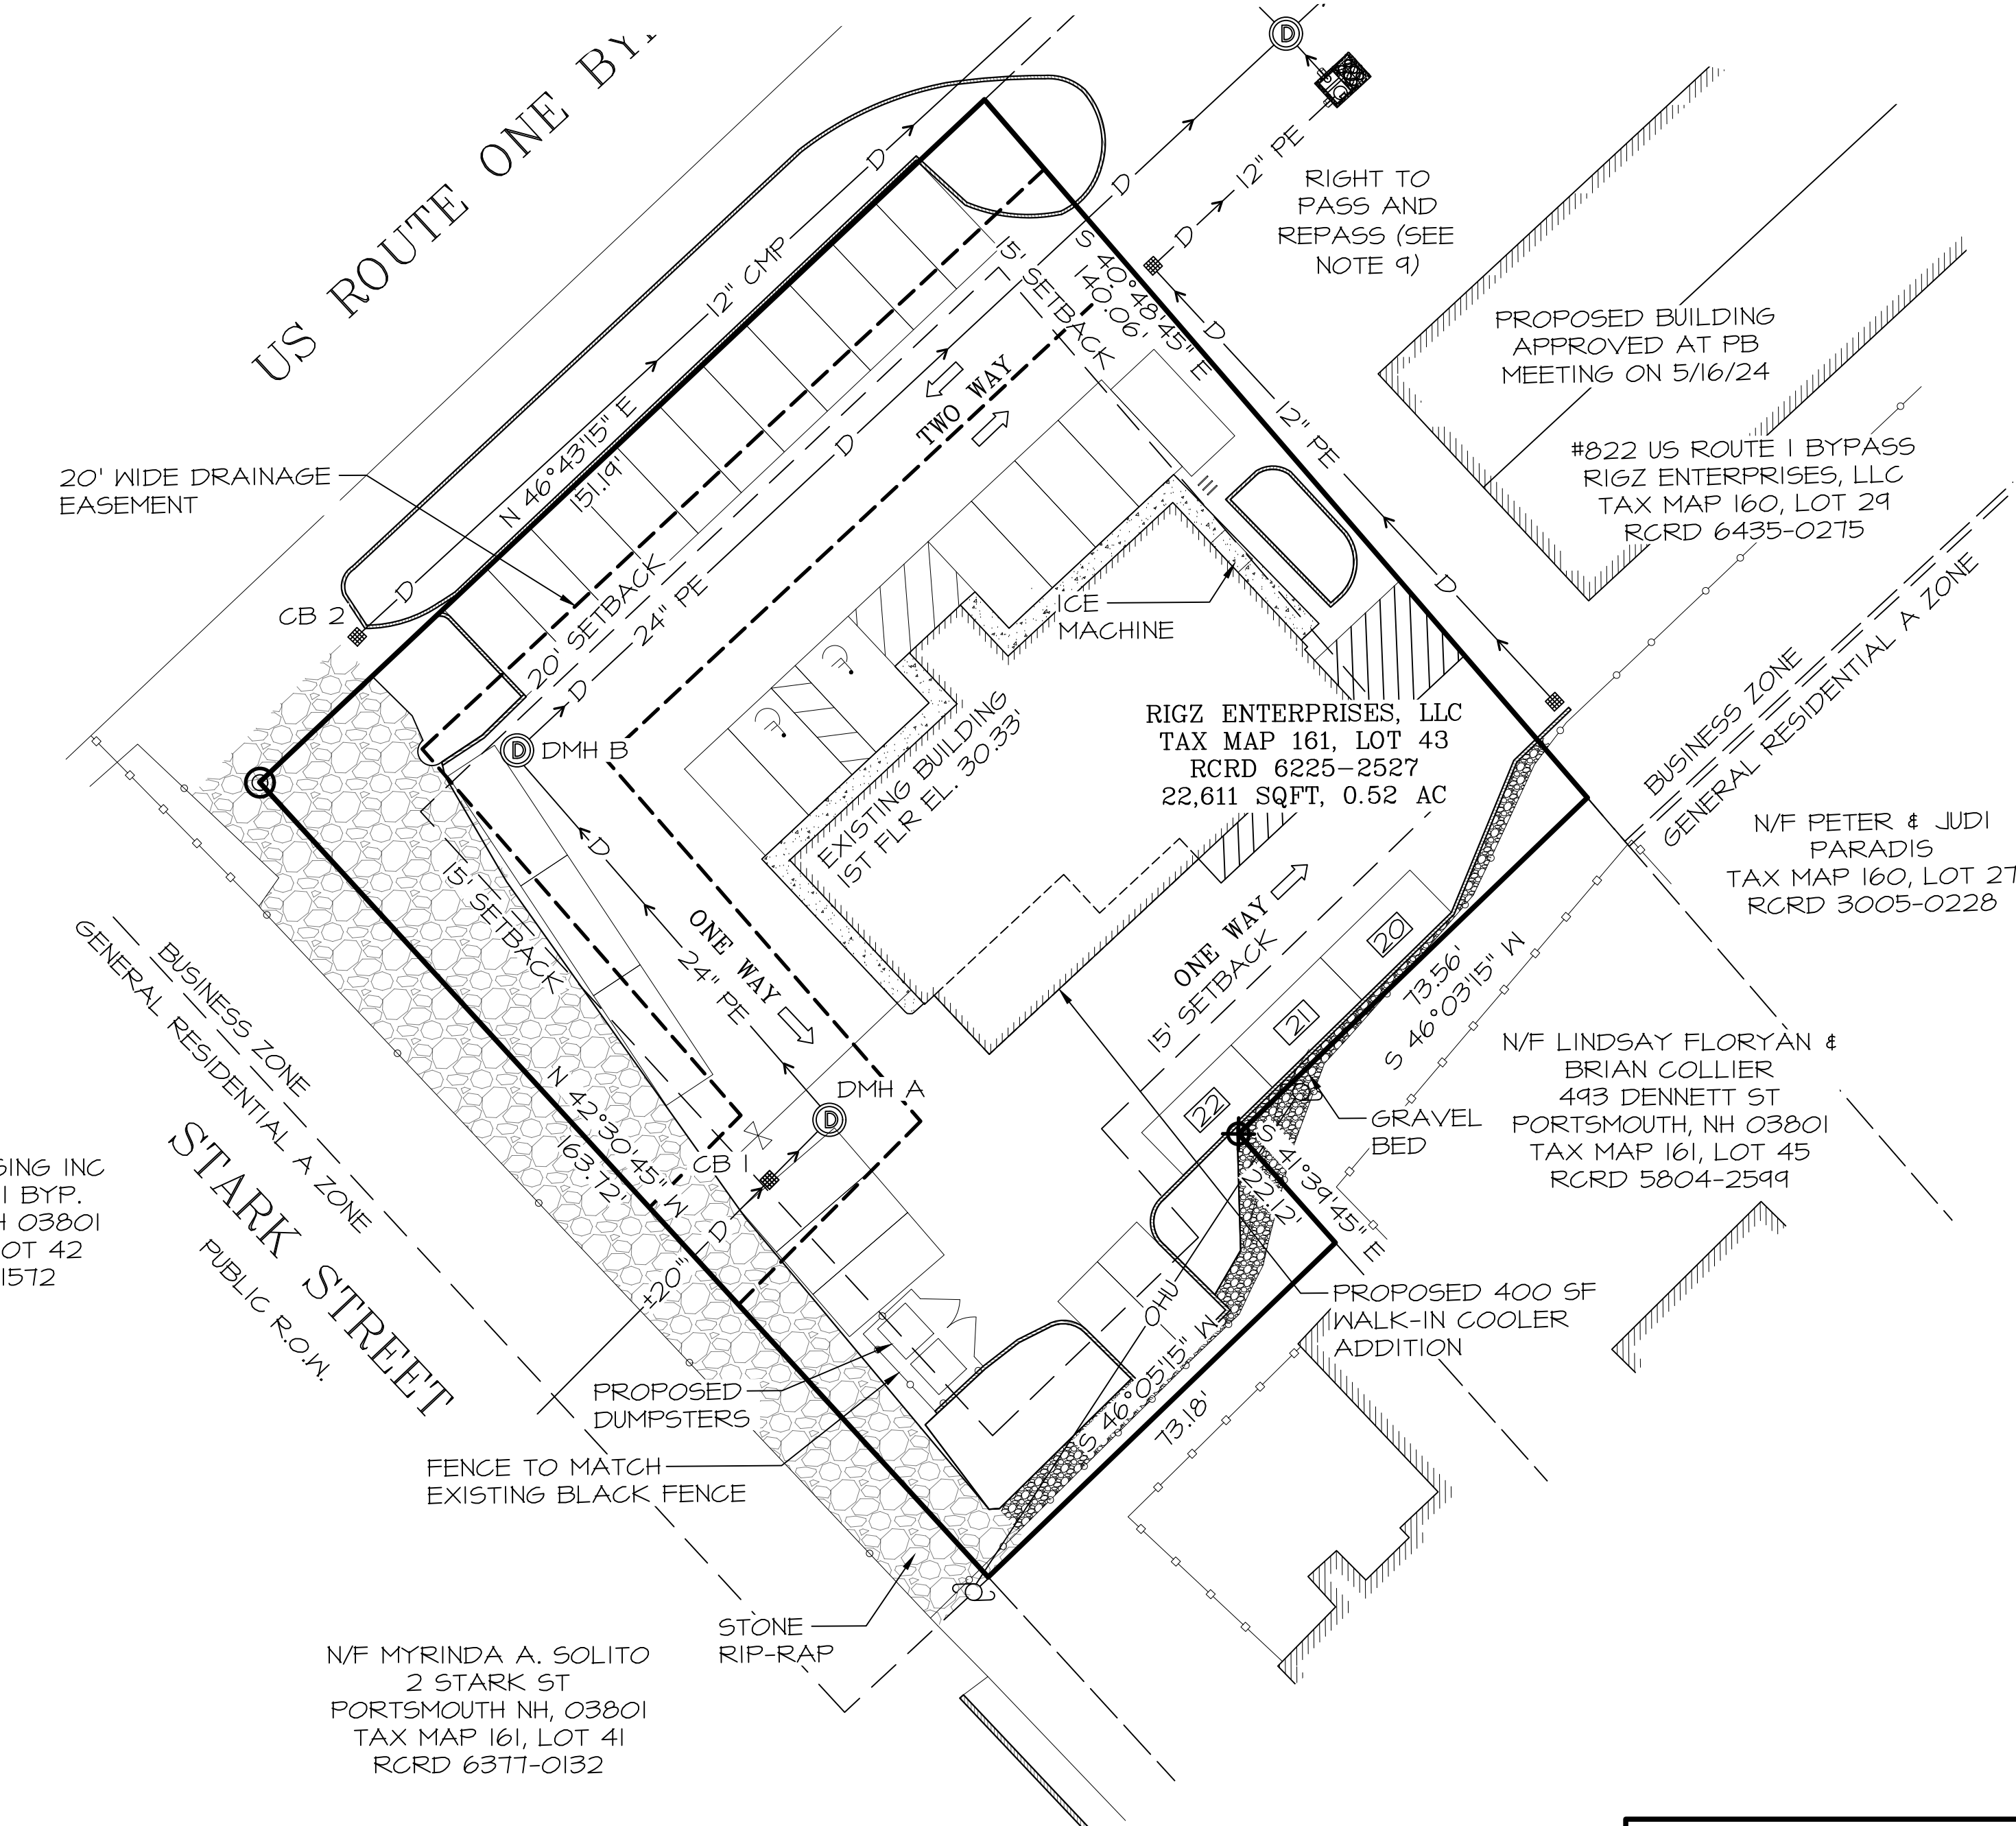 US ROUTE ONE BY
D
12" PE
D
RIGHT TO
PASS AND
REPASS (SEE
NOTE 9)
D
D
12" CMP
D
15' SETBACK
S 40°48'45" E
140.06'
D
PROPOSED BUILDING
APPROVED AT PB
MEETING ON 5/16/24
TWO WAY
D
N 46°43'15" E
151.19'
12" PE
#822 US ROUTE 1 BYPASS
RIGZ ENTERPRISES, LLC
TAX MAP 160, LOT 29
RCRD 6435-0275
20' WIDE DRAINAGE
EASEMENT
D
CB 2
20' SETBACK
24" PE
D
D
ICE
MACHINE
BUSINESS ZONE
GENERAL RESIDENTIAL A ZONE
D
DMH B
EXISTING BUILDING
1ST FLR EL. 30.33'
RIGZ ENTERPRISES, LLC
TAX MAP 161, LOT 43
RCRD 6225-2527
22,611 SQFT, 0.52 AC
N/F PETER & JUDI
PARADIS
TAX MAP 160, LOT 27
RCRD 3005-0228
D
15' SETBACK
ONE WAY
24" PE
ONE WAY
15' SETBACK
20
21
22
73.56'
S 46°03'15" W
BUSINESS ZONE
GENERAL RESIDENTIAL A ZONE
N/F LINDSAY FLORYAN &
BRIAN COLLIER
493 DENNETT ST
PORTSMOUTH, NH 03801
TAX MAP 161, LOT 45
RCRD 5804-2599
DMH A
D
GRAVEL
BED
N 42°30'45" W
163.72'
CB 1
D
±20"
S 41°39'45" E
22.12'
STARK STREET
PUBLIC R.O.W.
SING INC
1 BYP.
H 03801
OT 42
1572
OHU
PROPOSED 400 SF
WALK-IN COOLER
ADDITION
S 46°05'15" W
73.18'
PROPOSED
DUMPSTERS
FENCE TO MATCH
EXISTING BLACK FENCE
STONE
RIP-RAP
N/F MYRINDA A. SOLITO
2 STARK ST
PORTSMOUTH NH, 03801
TAX MAP 161, LOT 41
RCRD 6377-0132